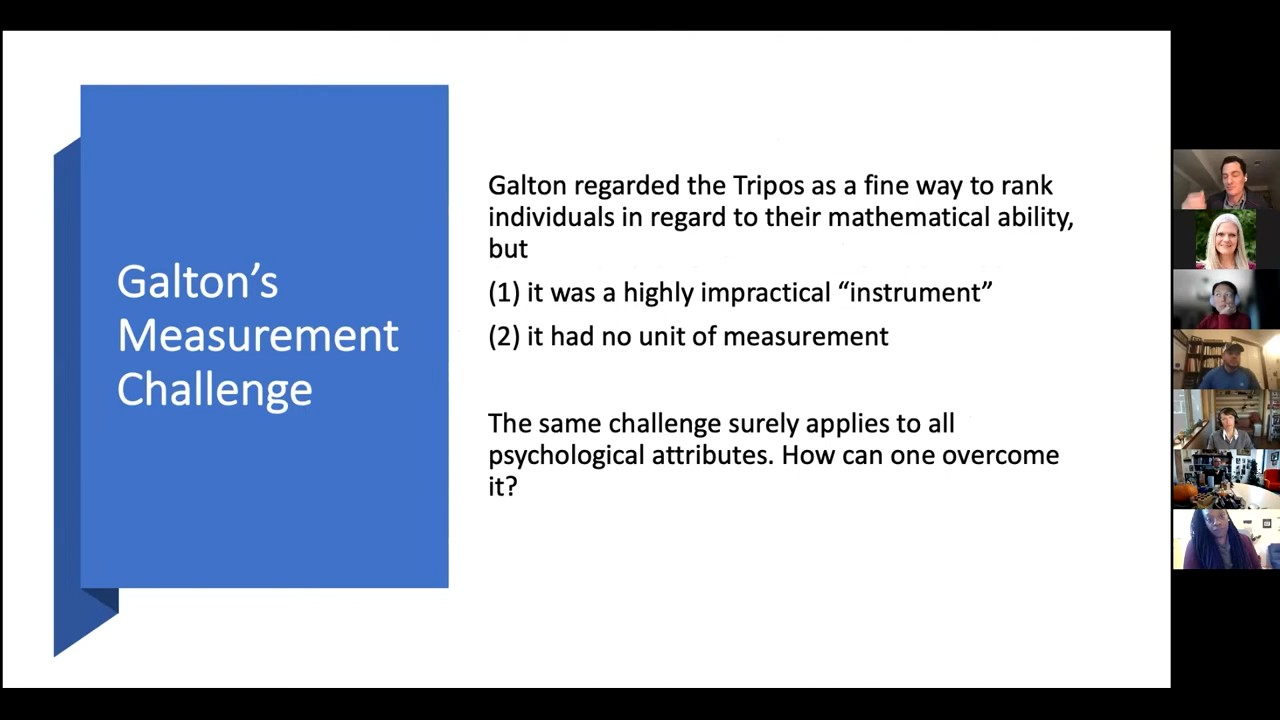 Galton’s
Measurement
Challenge
Galton regarded the Tripos as a fine way to rank
individuals in regard to their mathematical ability,
but
(1) it was a highly impractical “instrument”
(2) it had no unit of measurement
The same challenge surely applies to all
psychological attributes. How can one overcome
it?